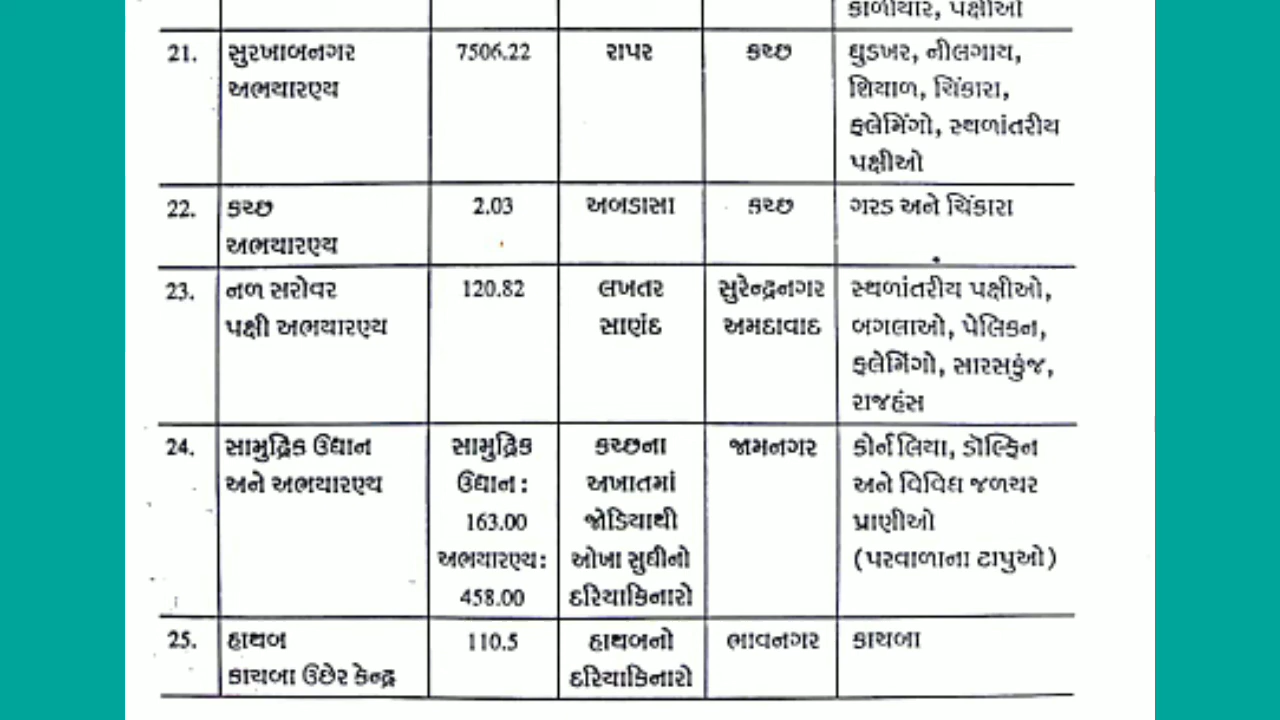 કાળીયાર, પક્ષીઓ
21. સુરખાબનગર 7506.22 રાપર કચ્છ ઘુડખર, નીલગાય,
અભયારણ્ય શિયાળ, ચિંકારા,
ફ્લેમિંગો, સ્થળાંતરીય
પક્ષીઓ
22. કચ્છ 2.03 અબડાસા કચ્છ ગરડ અને ચિંકારા
અભયારણ્ય
23. નળ સરોવર 120.82 લખતર સુરેન્દ્રનગર સ્થળાંતરીય પક્ષીઓ,
પક્ષી અભયારણ્ય સાણંદ અમદાવાદ બગલાઓ, પેલિકન,
ફ્લેમિંગો, સારસકુંજ,
રાજહંસ
24. સામુદ્રિક ઉદ્યાન સામુદ્રિક કચ્છના જામનગર કોર્નલિયા, ડૉલ્ફિન
અને અભયારણ્ય ઉદ્યાન : અખાતમાં અને વિવિધ જળચર
163.00 જોડિયાથી પ્રાણીઓ
અભયારણ્ય: ઓખા સુધીનો (પરવાળાના ટાપુઓ)
458.00 દરિયાકિનારો
25. હાથબ 110.5 હાથબનો ભાવનગર કાચબા
કાચબા ઉછેર કેન્દ્ર દરિયાકિનારો